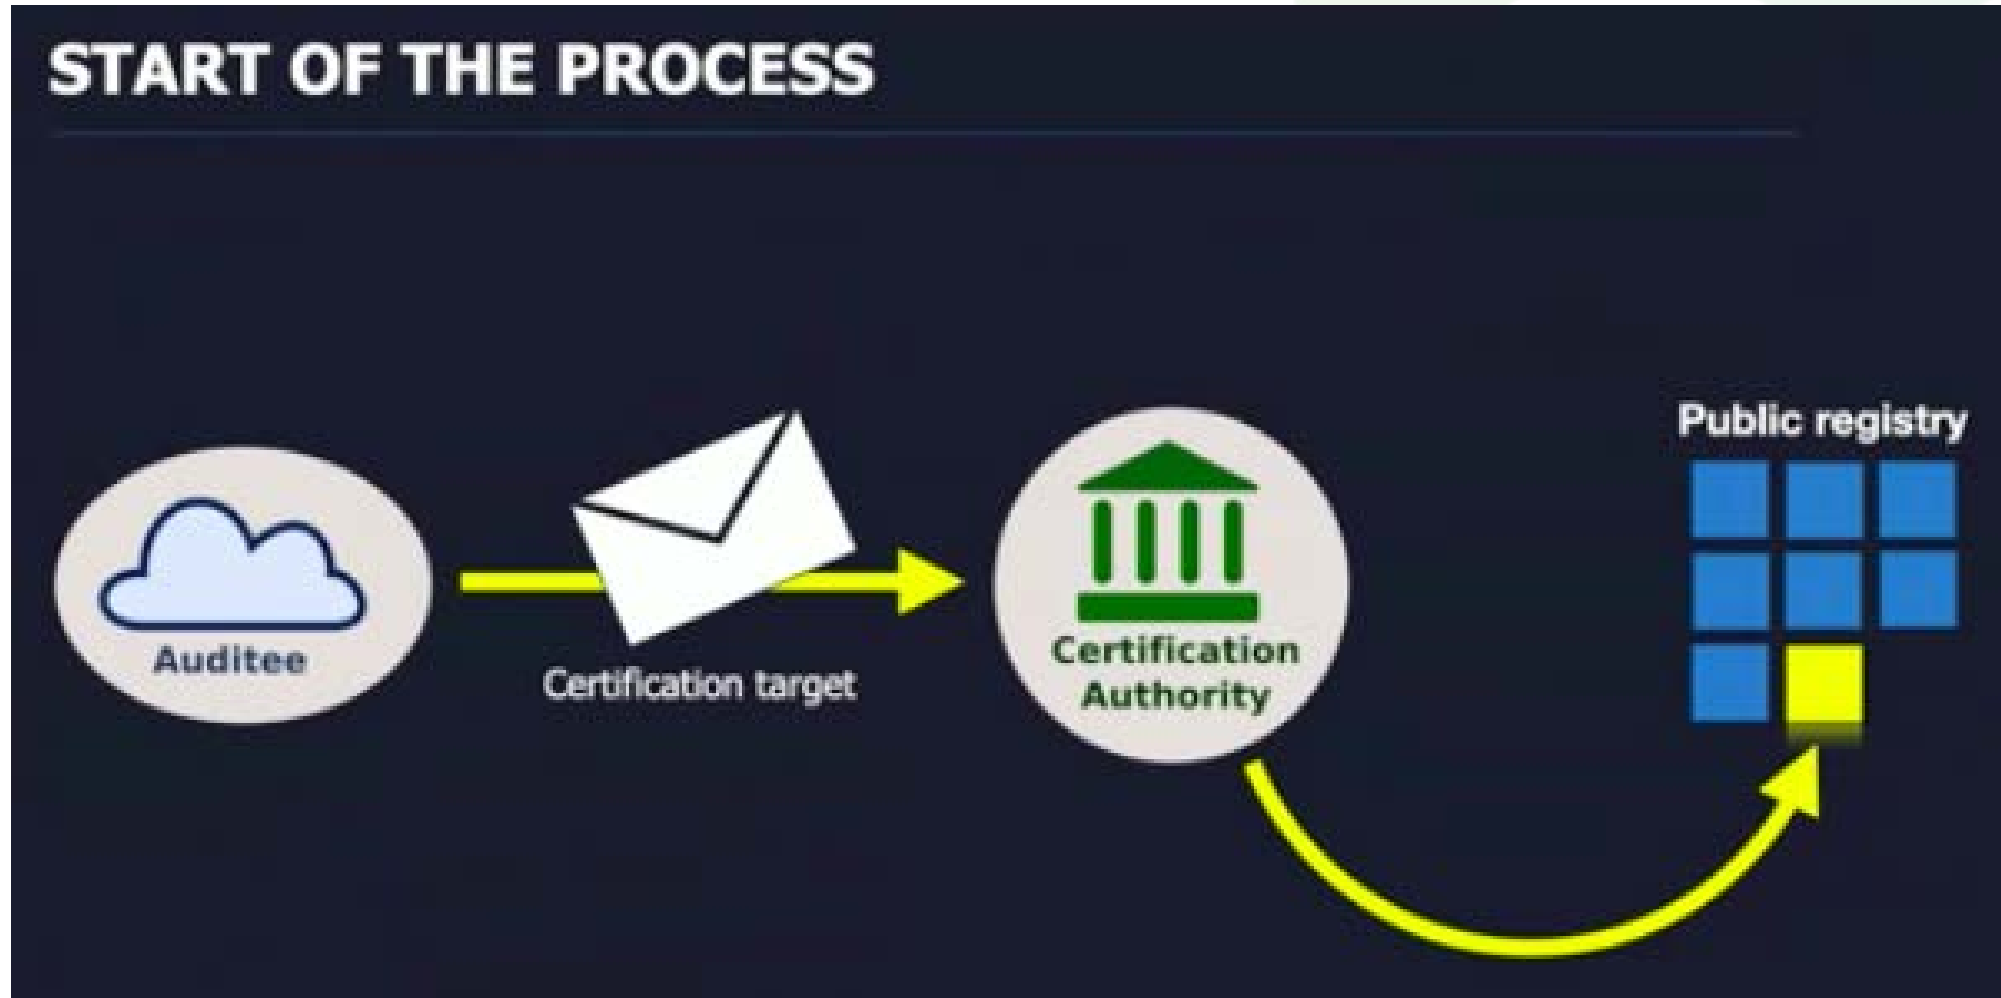 START OF THE PROCESS
Public registry
Auditee
Certification target
Certification
Authority